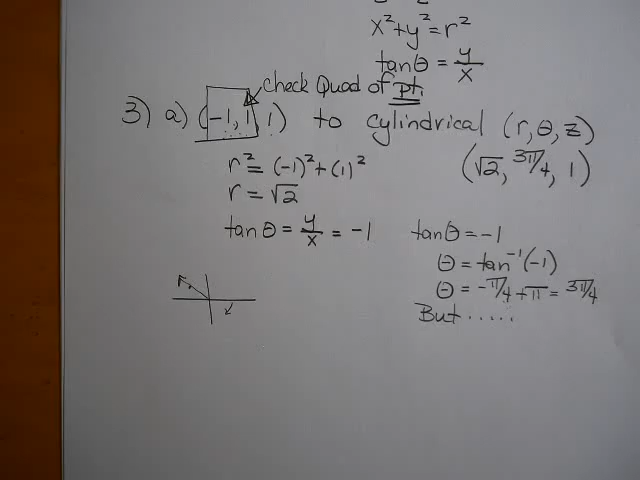 x²+y²=r²
tanθ = y/x
check Quad of pt.
3) a) (-1, 1, 1) to cylindrical (r, θ, z)
r² = (-1)²+(1)² (√2, 3π/4, 1)
r = √2
tanθ = y/x = -1 tanθ = -1
θ = tan⁻¹(-1)
θ = -π/4 + π = 3π/4
But .....